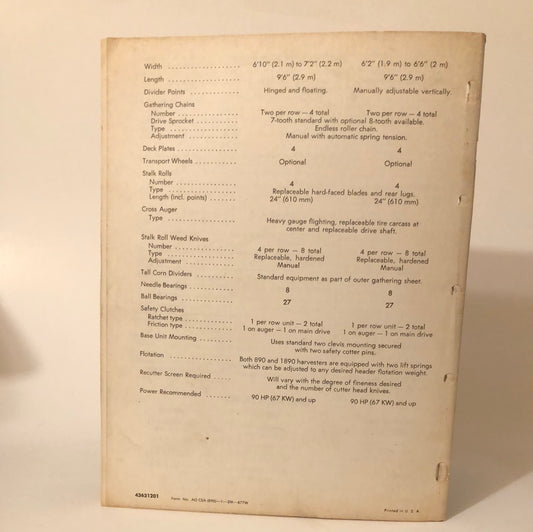 Width .................. 6'10" (2.1 m) to 7'2" (2.2 m) 6'2" (1.9 m) to 6'6" (2 m)
Length .................. 9'6" (2.9 m) 9'6" (2.9 m)
Divider Points ............. Hinged and floating. Manually adjustable vertically.
Gathering Chains
Number .................. Two per row — 4 total Two per row — 4 total
Drive Sprocket ........... 7-tooth standard with optional 8-tooth available.
Type .................. Endless roller chain.
Adjustment .............. Manual with automatic spring tension.
Deck Plates ............... 4 4
Transport Wheels .......... Optional Optional
Stalk Rolls
Number .................. 4 4
Type .................. Replaceable hard-faced blades and rear lugs.
Length (incl. points) ....... 24" (610 mm) 24" (610 mm)
Cross Auger
Type .................. Heavy gauge flighting, replaceable tire carcass at
center and replaceable drive shaft.
Stalk Roll Weed Knives
Number .................. 4 per row — 8 total 4 per row — 8 total
Type .................. Replaceable, hardened Replaceable, hardened
Adjustment .............. Manual Manual
Tall Corn Dividers .......... Standard equipment as part of outer gathering sheet.
Needle Bearings ........... 8 8
Ball Bearings .............. 27 27
Safety Clutches
Ratchet type .............. 1 per row unit — 2 total 1 per row unit — 2 total
Friction type .............. 1 on auger — 1 on main drive 1 on auger — 1 on main drive
Base Unit Mounting ......... Uses standard two clevis mounting secured
with two safety cotter pins.
Flotation .................. Both 890 and 1890 harvesters are equipped with two lift springs
which can be adjusted to any desired header flotation weight.
Recutter Screen Required ..... Will vary with the degree of fineness desired
and the number of cutter head knives.
Power Recommended ........ 90 HP (67 KW) and up 90 HP (67 KW) and up
43631201 Form No.
Printed in U. S. A.